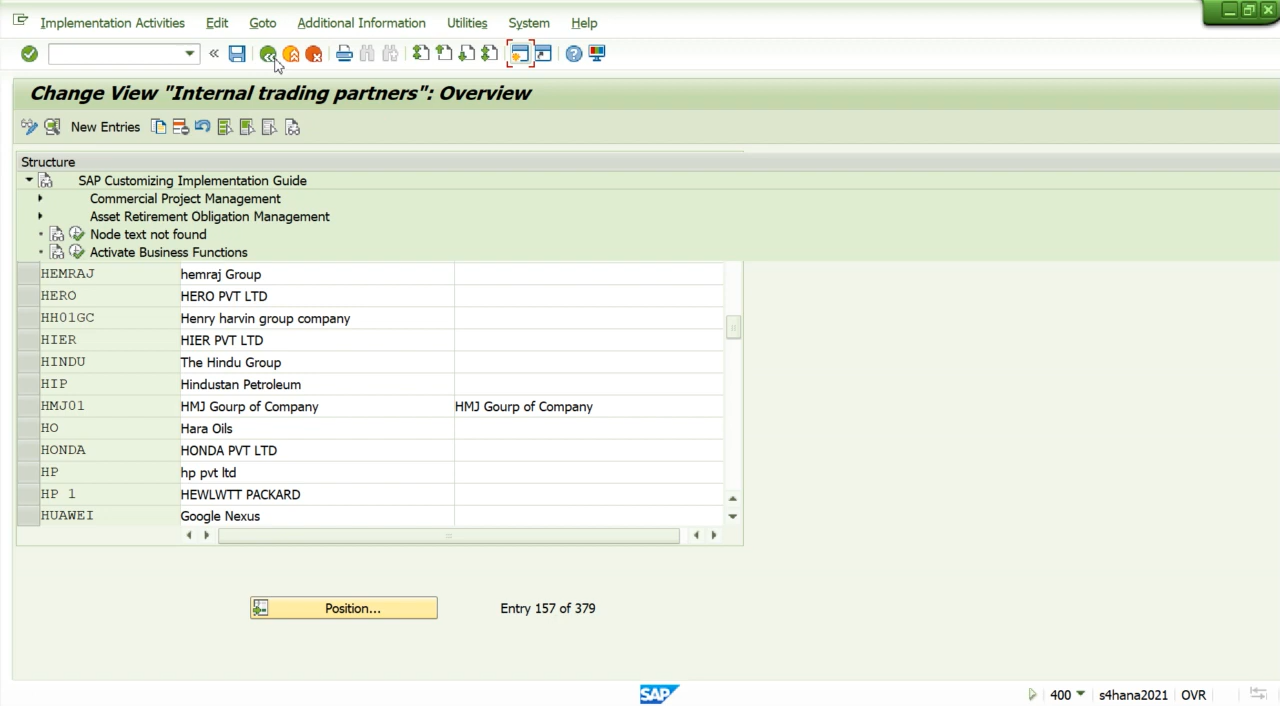 Implementation Activities Edit Goto Additional Information Utilities System Help
Change View "Internal trading partners": Overview
New Entries
Structure
SAP Customizing Implementation Guide
Commercial Project Management
Asset Retirement Obligation Management
Node text not found
Activate Business Functions
HEMRAJ hemraj Group
HERO HERO PVT LTD
HH01GC Henry harvin group company
HIER HIER PVT LTD
HINDU The Hindu Group
HIP Hindustan Petroleum
HMJ01 HMJ Gourp of Company HMJ Gourp of Company
HO Hara Oils
HONDA HONDA PVT LTD
HP hp pvt ltd
HP 1 HEWLWTT PACKARD
HUAWEI Google Nexus
Position... Entry 157 of 379
SAP 400 s4hana2021 OVR